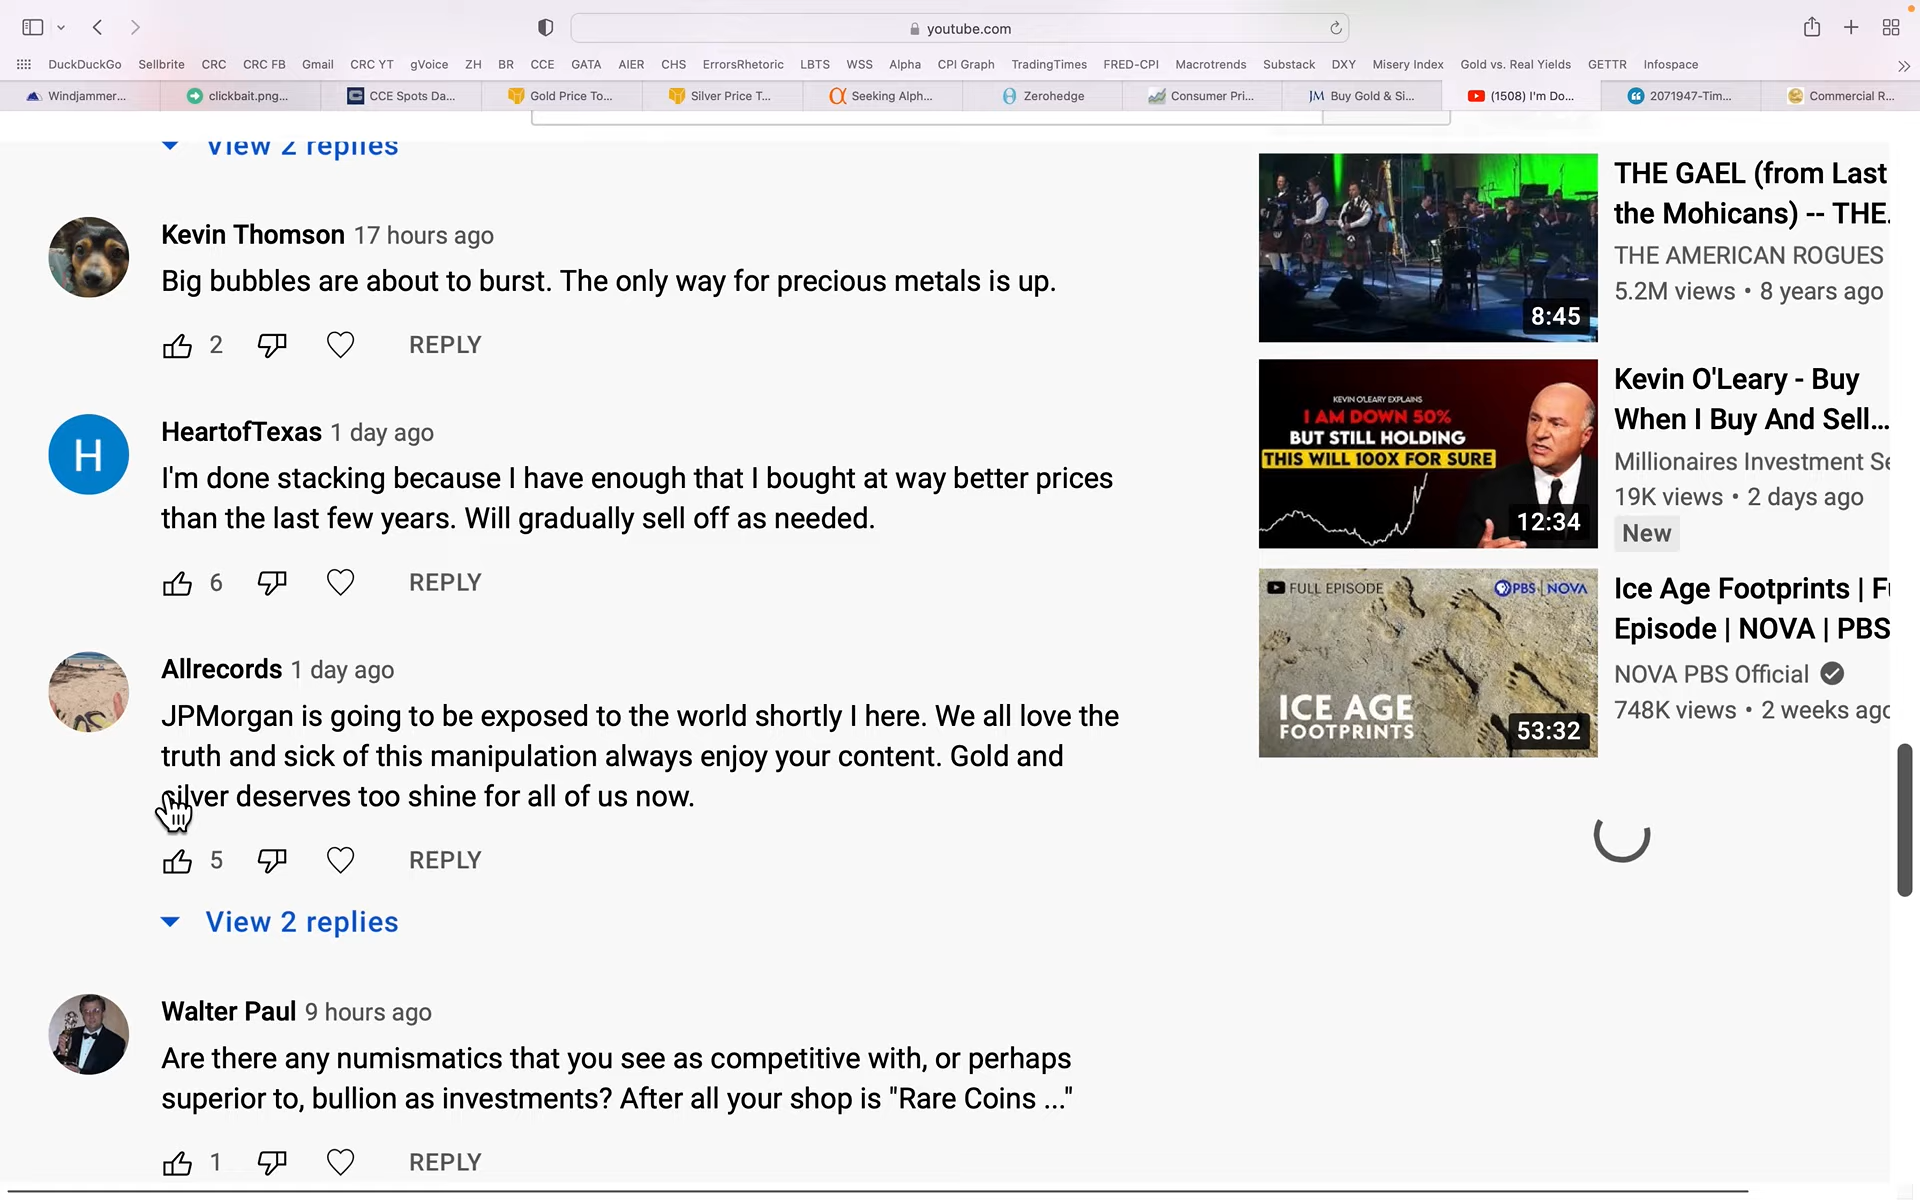 youtube.com
DuckDuckGo Sellbrite CRC CRC FB Gmail CRC YT gVoice ZH BR CCE GATA AIER CHS ErrorsRhetoric LBTS WSS Alpha CPI Graph TradingTimes FRED-CPI Macrotrends Substack DXY Misery Index Gold vs. Real Yields GETTR Infospace
Windjammer... clickbait.png... CCE Spots Da... Gold Price To... Silver Price T... Seeking Alph... Zerohedge Consumer Pri... JM Buy Gold & Si... (1508) I'm Do... 2071947-Tim... Commercial R...
View 2 replies
Kevin Thomson 17 hours ago
Big bubbles are about to burst. The only way for precious metals is up.
2 REPLY
H
HeartofTexas 1 day ago
I'm done stacking because I have enough that I bought at way better prices
than the last few years. Will gradually sell off as needed.
6 REPLY
Allrecords 1 day ago
JPMorgan is going to be exposed to the world shortly I here. We all love the
truth and sick of this manipulation always enjoy your content. Gold and
silver deserves too shine for all of us now.
5 REPLY
View 2 replies
Walter Paul 9 hours ago
Are there any numismatics that you see as competitive with, or perhaps
superior to, bullion as investments? After all your shop is "Rare Coins ..."
1 REPLY
8:45
THE GAEL (from Last
the Mohicans) -- THE.
THE AMERICAN ROGUES
5.2M views • 8 years ago
KEVIN O'LEARY EXPLAINS
I AM DOWN 50%
BUT STILL HOLDING
THIS WILL 100X FOR SURE
12:34
Kevin O'Leary - Buy
When I Buy And Sell...
Millionaires Investment Se
19K views • 2 days ago
New
FULL EPISODE
PBS NOVA
ICE AGE
FOOTPRINTS
53:32
Ice Age Footprints | Fu
Episode | NOVA | PBS
NOVA PBS Official
748K views • 2 weeks ago